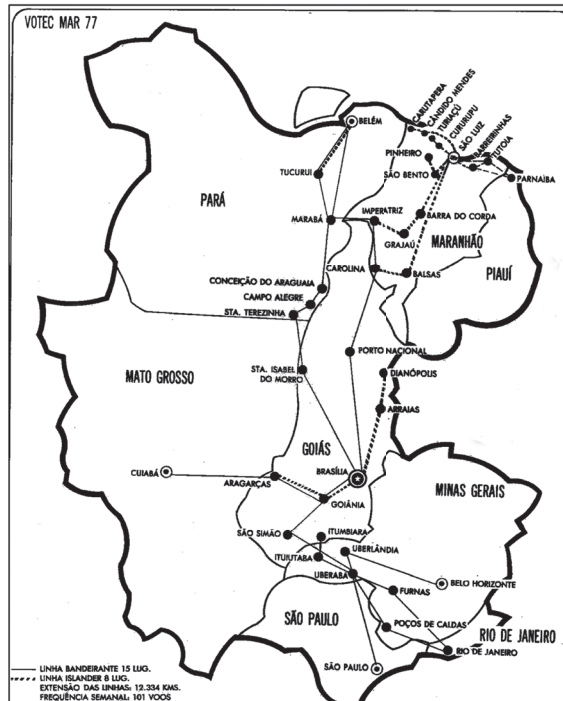 VOTEC MAR 77
CARUTAPERA
CÂNDIDO MENDES
TURIAÇÚ
CURURUPU
SÃO LUIZ
BARREIRINHAS
TUTOIA
BELÉM
PINHEIRO
SÃO BENTO
PARNAÍBA
TUCURUI
PARÁ
MARABÁ
IMPERATRIZ
BARRA DO CORDA
GRAJAÚ
MARANHÃO
PIAUÍ
CAROLINA
BALSAS
CONCEIÇÃO DO ARAGUAIA
CAMPO ALEGRE
STA. TEREZINHA
PORTO NACIONAL
MATO GROSSO
STA. ISABEL
DO MORRO
DIANÓPOLIS
ARRAIAS
GOIÁS
CUIABÁ
BRASÍLIA
ARAGARÇAS
MINAS GERAIS
GOIÂNIA
SÃO SIMÃO
ITUMBIARA
UBERLÂNDIA
ITUIUTABA
UBERABA
BELO HORIZONTE
FURNAS
SÃO PAULO
POÇOS DE CALDAS
RIO DE JANEIRO
RIO DE JANEIRO
SÃO PAULO
LINHA BANDEIRANTE 15 LUG.
LINHA ISLANDER 8 LUG.
EXTENSÃO DAS LINHAS: 12.334 KMS.
FREQUÊNCIA SEMANAL: 101 VOOS